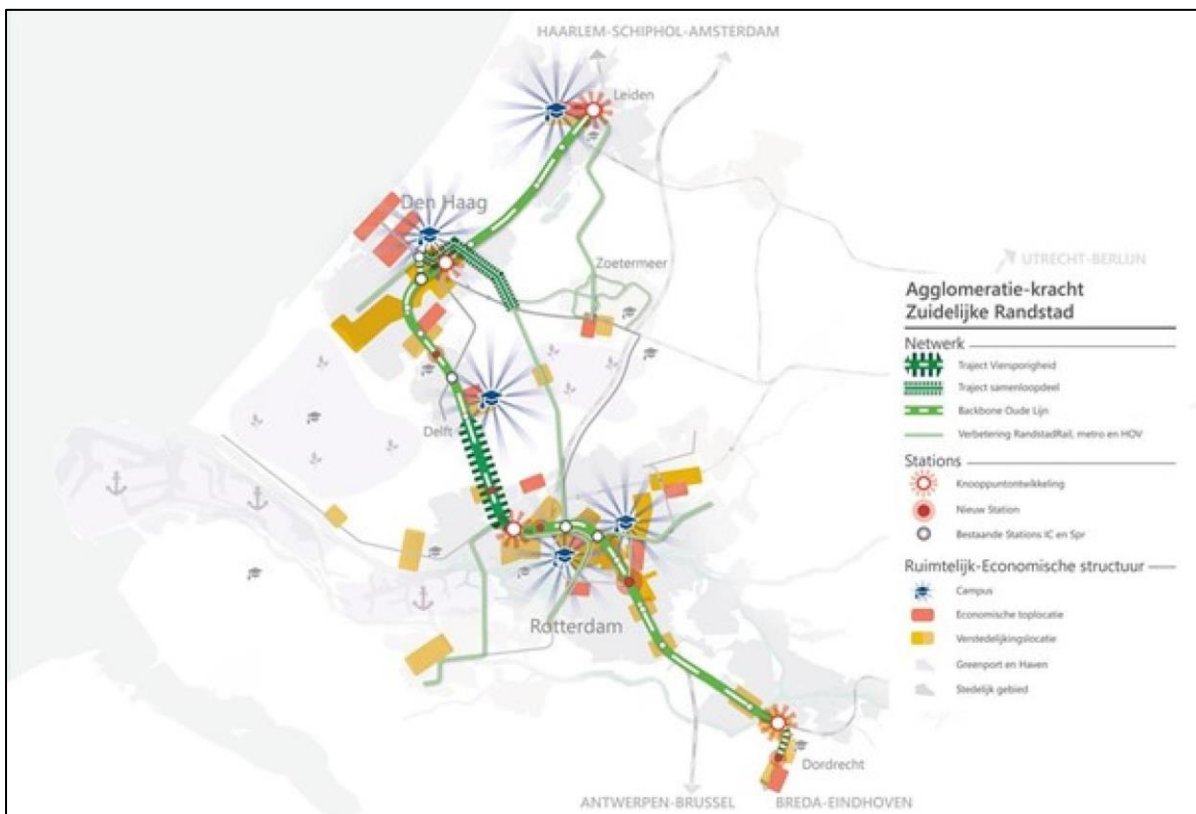 HAARLEM-SCHIPHOL-AMSTERDAM
Leiden
Den Haag
Zoetermeer
UTRECHT-BERLIJN
Delft
Rotterdam
Dordrecht
ANTWERPEN-BRUSSEL
BREDA-EINDHOVEN
Agglomeratie-kracht
Zuidelijke Randstad
Netwerk
Traject Viersporigheid
Traject samenloopdeel
Backbone Oude Lijn
Verbetering RandstadRail, metro en HOV
Stations
Knooppuntontwikkeling
Nieuw Station
Bestaande Stations IC en Spr
Ruimtelijk-Economische structuur
Campus
Economische toplocatie
Verstedelijkingslocatie
Greenport en Haven
Stedelijk gebied